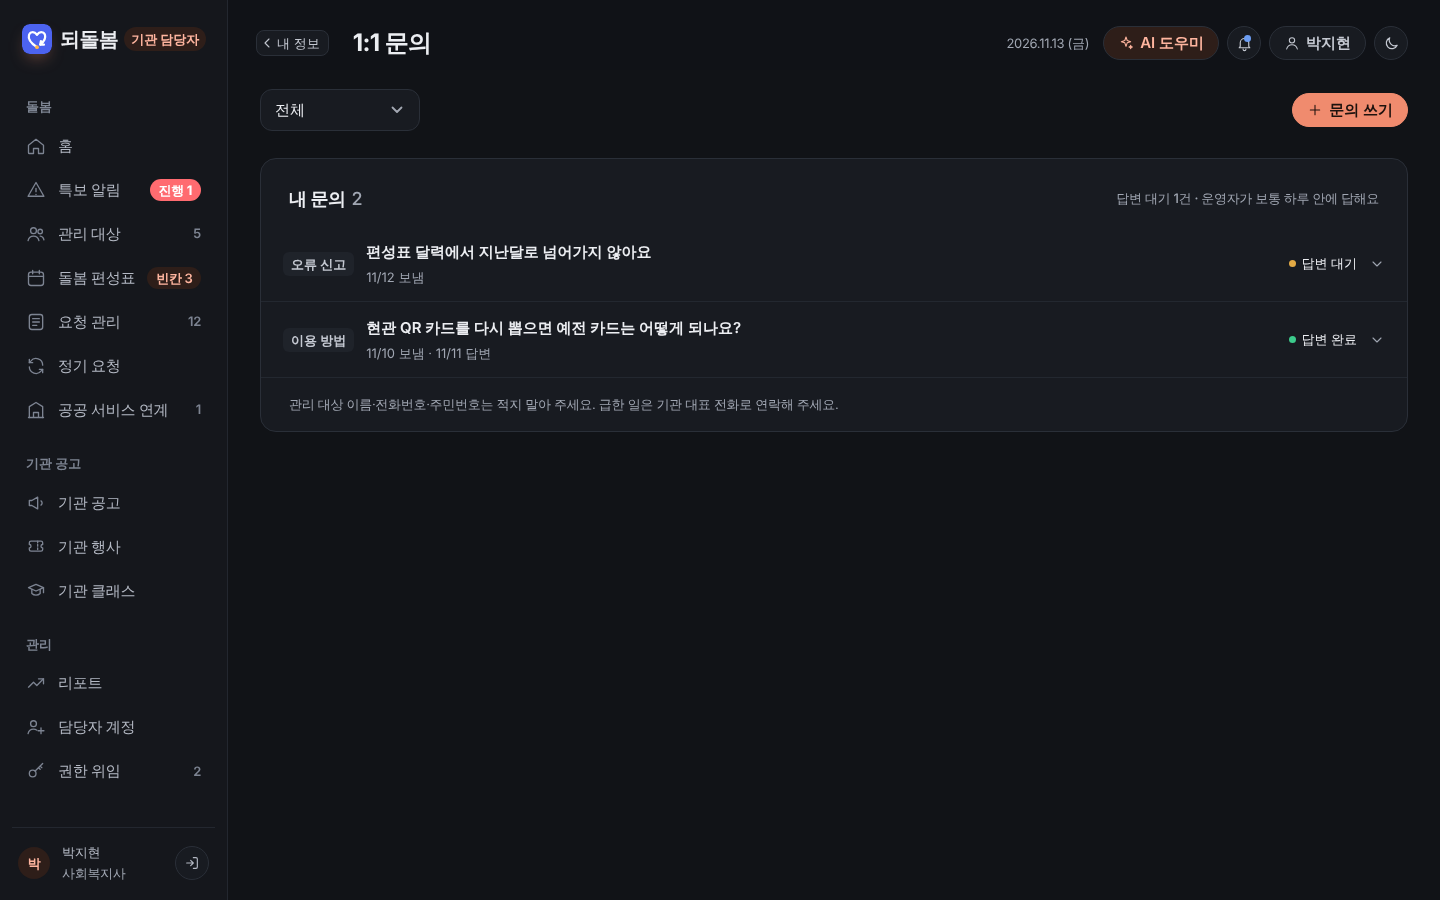 되돌봄 기관 담당자
내 정보
1:1 문의
2026.11.13 (금)
AI 도우미
박지현
돌봄
홈
특보 알림 진행 1
관리 대상 5
돌봄 편성표 빈칸 3
요청 관리 12
정기 요청
공공 서비스 연계 1
기관 공고
기관 공고
기관 행사
기관 클래스
관리
리포트
담당자 계정
권한 위임 2
박 박지현
사회복지사
전체
문의 쓰기
내 문의 2
답변 대기 1건 · 운영자가 보통 하루 안에 답해요
오류 신고
편성표 달력에서 지난달로 넘어가지 않아요
11/12 보냄
답변 대기
이용 방법
현관 QR 카드를 다시 뽑으면 예전 카드는 어떻게 되나요?
11/10 보냄 · 11/11 답변
답변 완료
관리 대상 이름·전화번호·주민번호는 적지 말아 주세요. 급한 일은 기관 대표 전화로 연락해 주세요.